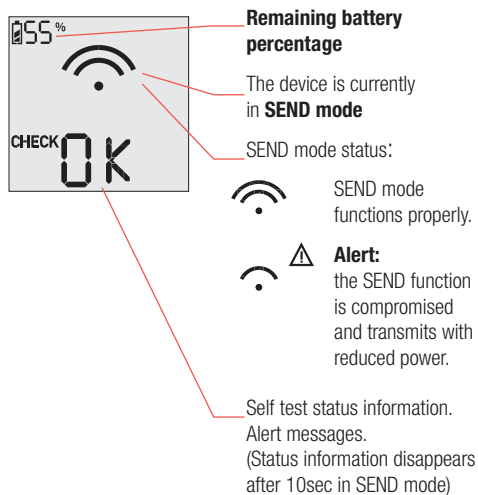 55%
CHECK OK
Remaining battery
percentage
The device is currently
in SEND mode
SEND mode status:
SEND mode
functions properly.
Alert:
the SEND function
is compromised
and transmits with
reduced power.
Self test status information.
Alert messages.
(Status information disappears
after 10sec in SEND mode)